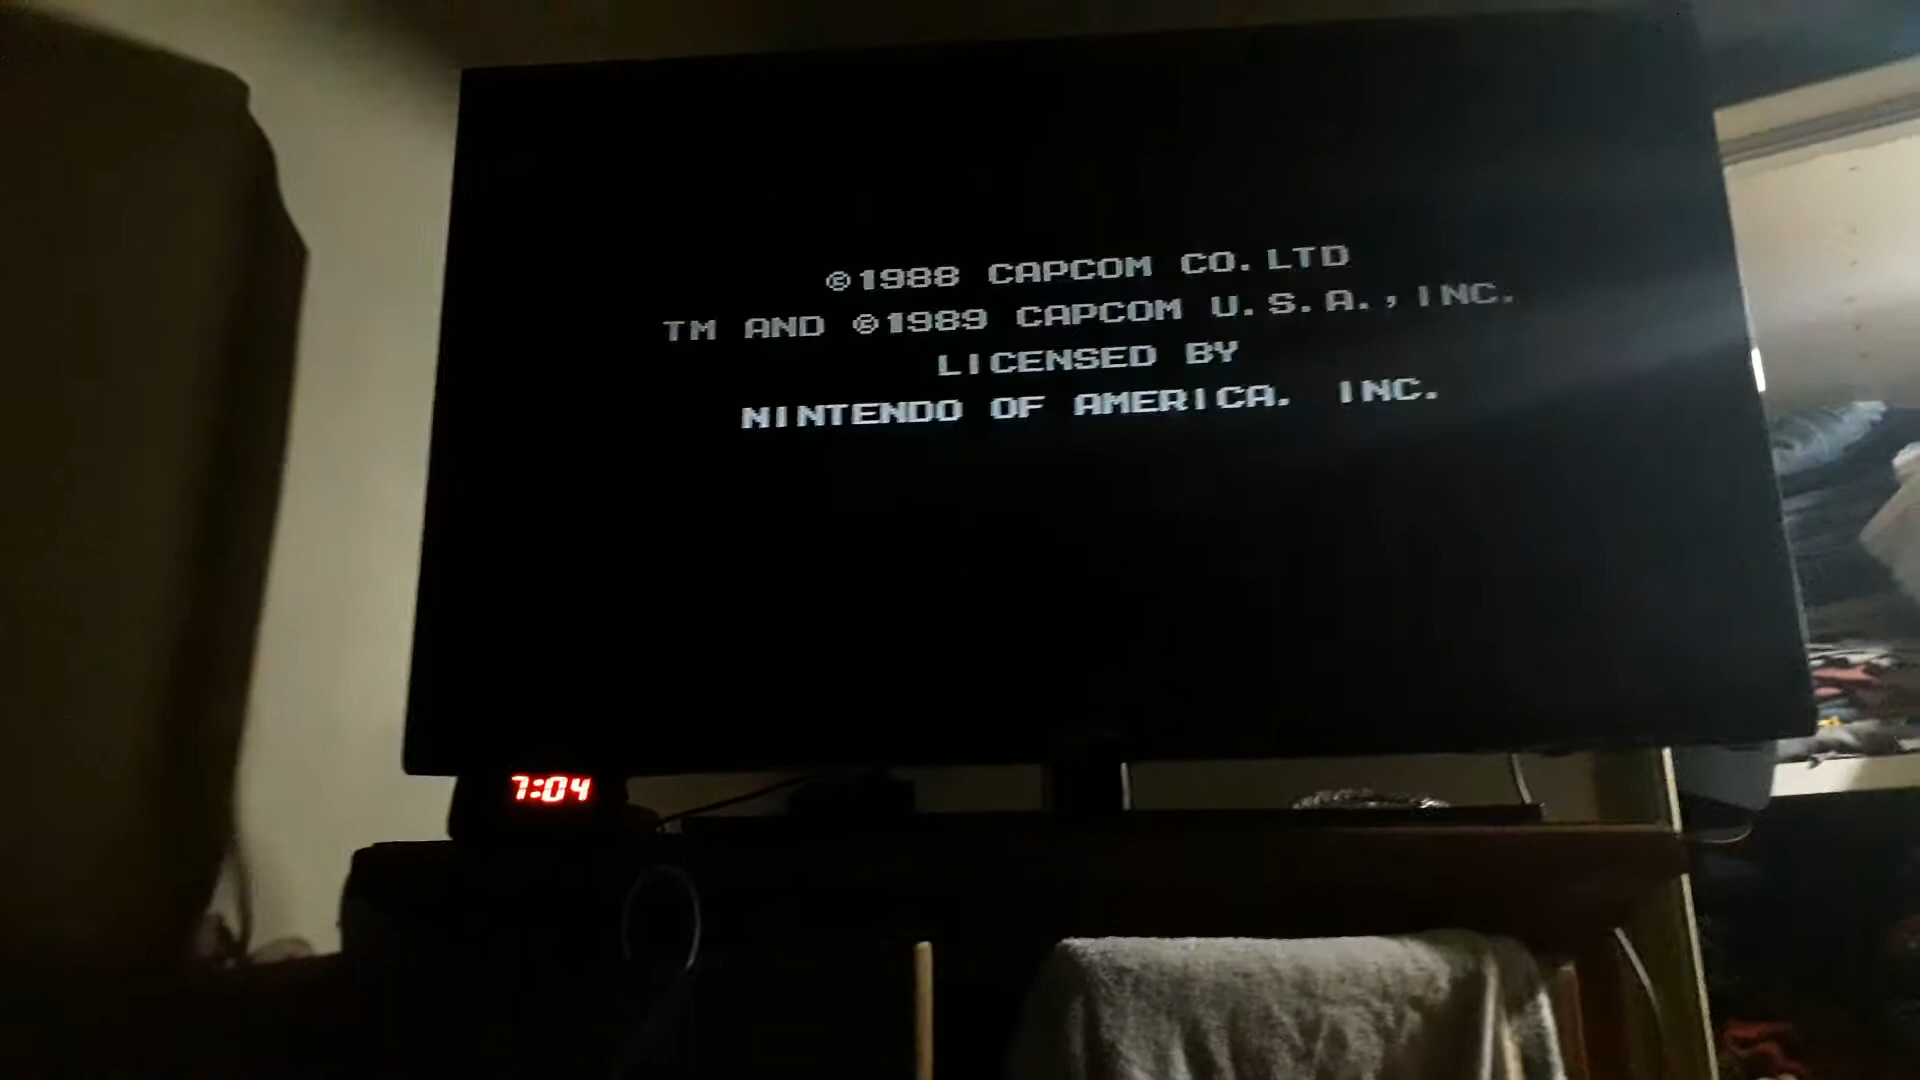 ©1988 CAPCOM CO.LTD
TM AND ©1989 CAPCOM U.S.A.,INC.
LICENSED BY
NINTENDO OF AMERICA. INC.
7:04